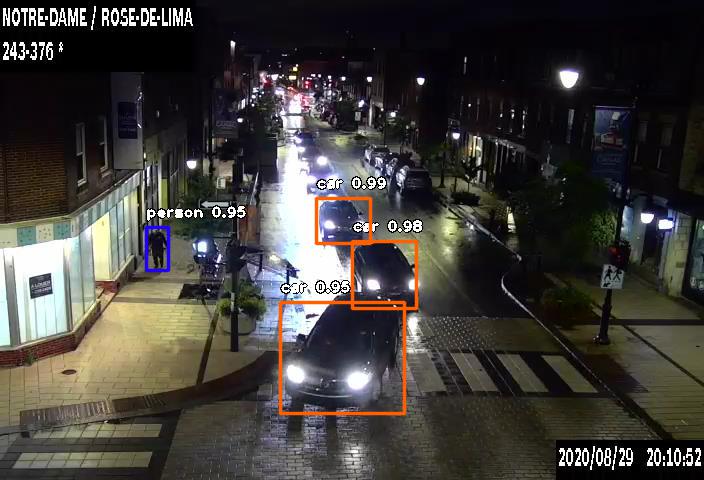 NOTRE-DAME / ROSE-DE-LIMA
243-376 *
car 0.99
person 0.95
car 0.98
car 0.95
A LOUER
2020/08/29 20:10:52